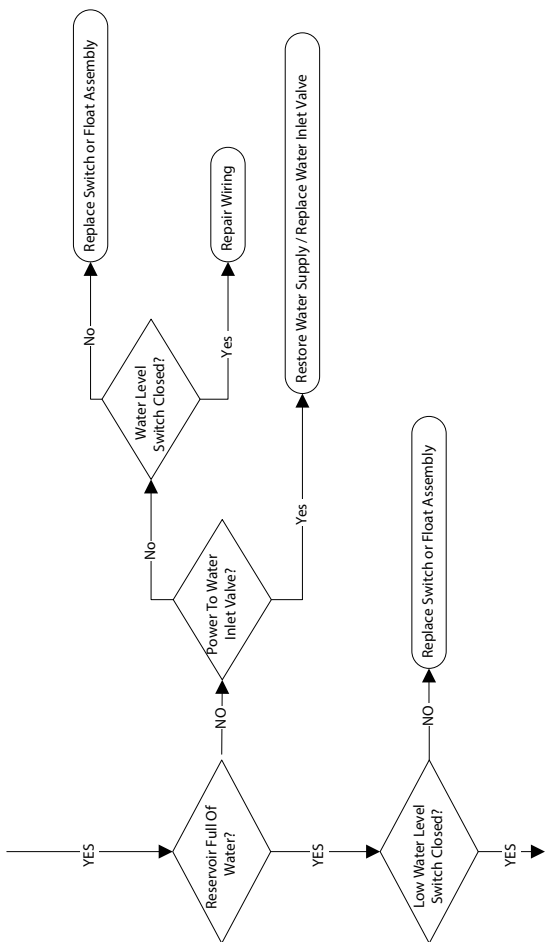 YES
Reservoir Full Of
Water?
NO
Power To Water
Inlet Valve?
No
Water Level
Switch Closed?
No
Replace Switch or Float Assembly
Yes
Repair Wiring
Yes
Restore Water Supply / Replace Water Inlet Valve
YES
Low Water Level
Switch Closed?
NO
Replace Switch or Float Assembly
YES